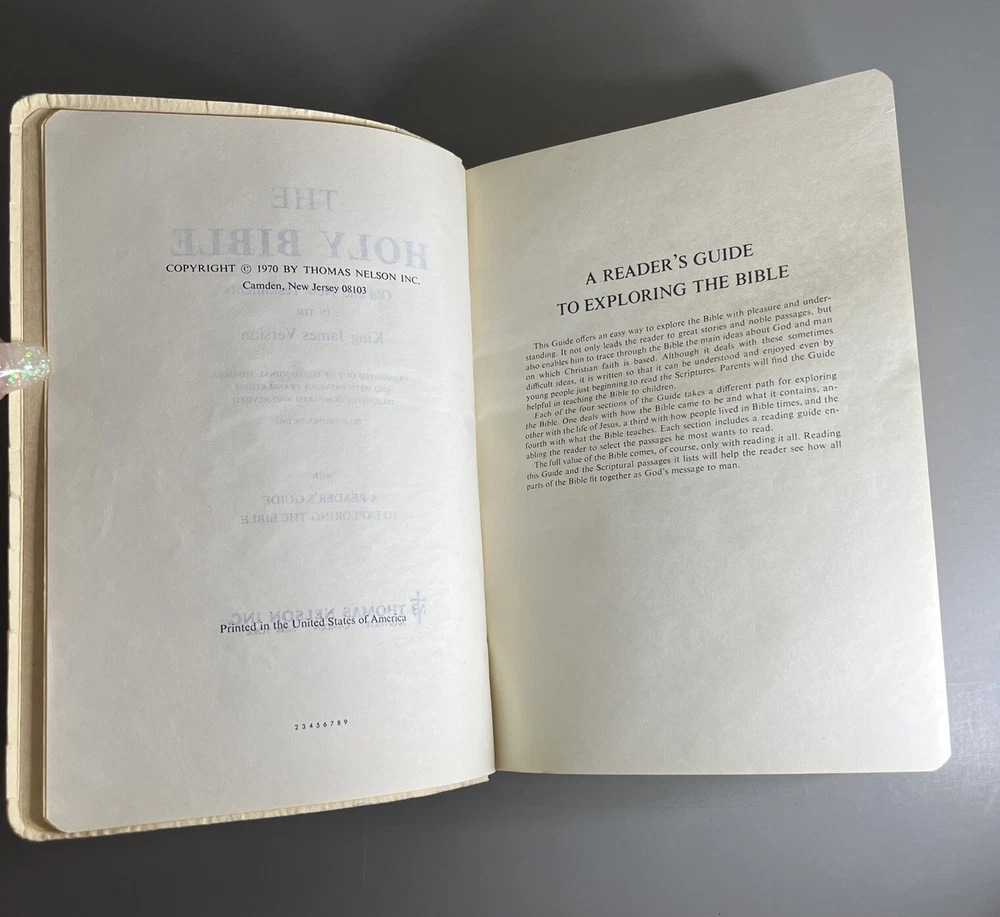 COPYRIGHT © 1970 BY THOMAS NELSON INC.
Camden, New Jersey 08103
Printed in the United States of America
2 3 4 5 6 7 8 9
A READER'S GUIDE
TO EXPLORING THE BIBLE
This Guide offers an easy way to explore the Bible with pleasure and under-
standing. It not only leads the reader to great stories and noble passages, but
also enables him to trace through the Bible the main ideas about God and man
on which Christian faith is based. Although it deals with these sometimes
difficult ideas, it is written so that it can be understood and enjoyed even by
young people just beginning to read the Scriptures. Parents will find the Guide
helpful in teaching the Bible to children.
Each of the four sections of the Guide takes a different path for exploring
the Bible. One deals with how the Bible came to be and what it contains, an-
other with the life of Jesus, a third with how people lived in Bible times, and the
fourth with what the Bible teaches. Each section includes a reading guide en-
abling the reader to select the passages he most wants to read.
The full value of the Bible comes, of course, only with reading it all. Reading
this Guide and the Scriptural passages it lists will help the reader see how all
parts of the Bible fit together as God's message to man.